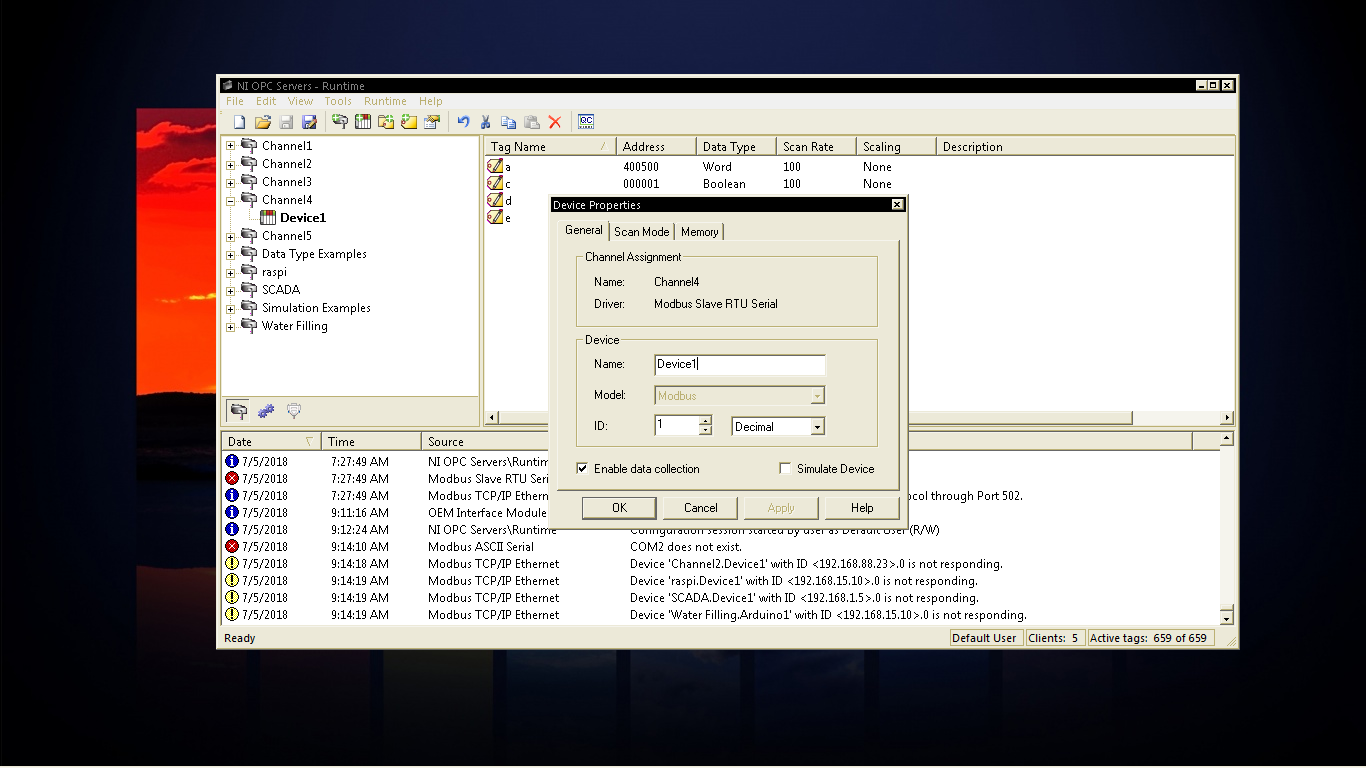 NI OPC Servers - Runtime
File Edit View Tools Runtime Help
QC
Channel1
Channel2
Channel3
Channel4
Device1
Channel5
Data Type Examples
raspi
SCADA
Simulation Examples
Water Filling
Tag Name Address Data Type Scan Rate Scaling Description
a 400500 Word 100 None
c 000001 Boolean 100 None
d
e
Device Properties
General Scan Mode Memory
Channel Assignment
Name: Channel4
Driver: Modbus Slave RTU Serial
Device
Name: Device1
Model: Modbus
ID: 1 Decimal
Enable data collection Simulate Device
OK Cancel Apply Help
Date Time Source
7/5/2018 7:27:49 AM NI OPC Servers\Runtim
7/5/2018 7:27:49 AM Modbus Slave RTU Seri
7/5/2018 7:27:49 AM Modbus TCP/IP Ethern ocol through Port 502.
7/5/2018 9:11:16 AM OEM Interface Module
7/5/2018 9:12:24 AM NI OPC Servers\Runtime Configuration session started by user as Default User (R/W)
7/5/2018 9:14:10 AM Modbus ASCII Serial COM2 does not exist.
7/5/2018 9:14:18 AM Modbus TCP/IP Ethernet Device 'Channel2.Device1' with ID <192.168.88.23>.0 is not responding.
7/5/2018 9:14:19 AM Modbus TCP/IP Ethernet Device 'raspi.Device1' with ID <192.168.15.10>.0 is not responding.
7/5/2018 9:14:19 AM Modbus TCP/IP Ethernet Device 'SCADA.Device1' with ID <192.168.1.5>.0 is not responding.
7/5/2018 9:14:19 AM Modbus TCP/IP Ethernet Device 'Water Filling.Arduino1' with ID <192.168.15.10>.0 is not responding.
Ready Default User Clients: 5 Active tags: 659 of 659